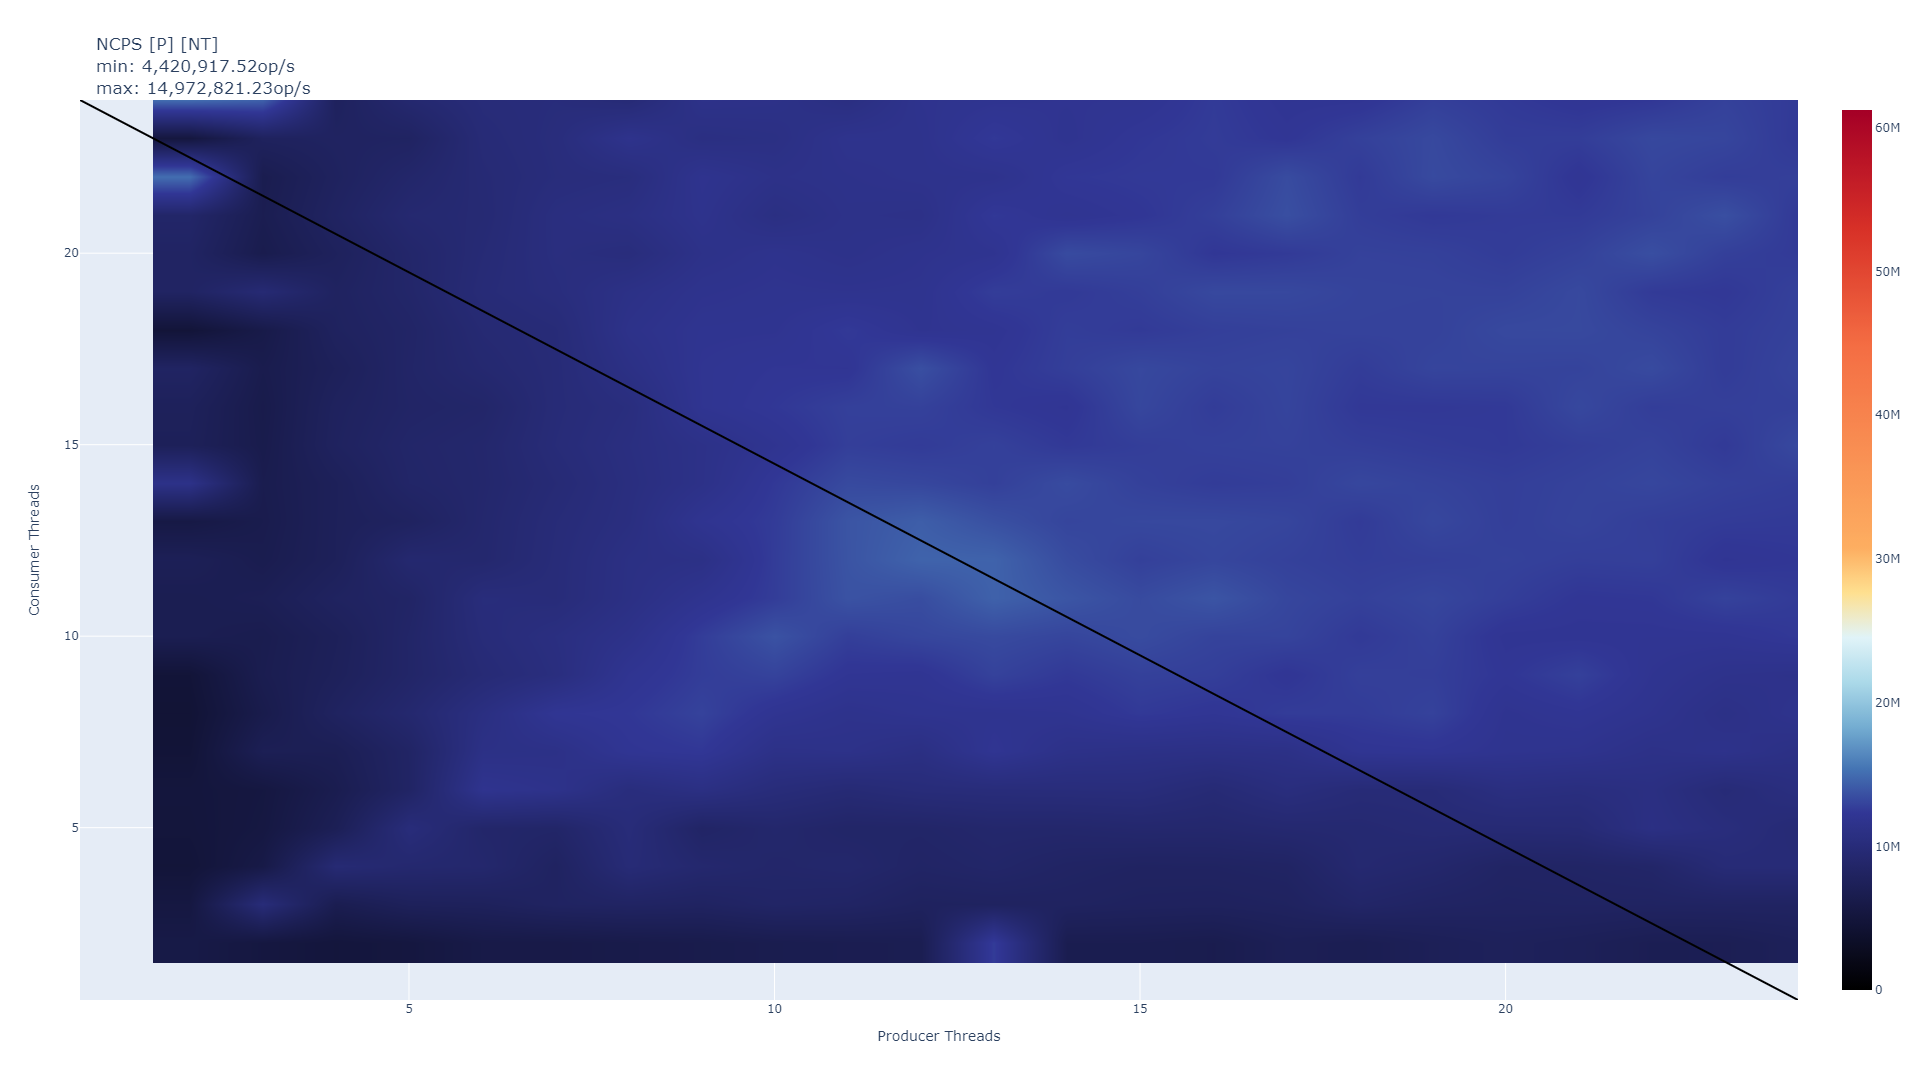 NCPS [P] [NT]
min: 4,420,917.52op/s
max: 14,972,821.23op/s
60M
50M
40M
30M
20M
10M
0
20
15
10
5
Consumer Threads
5
10
15
20
Producer Threads